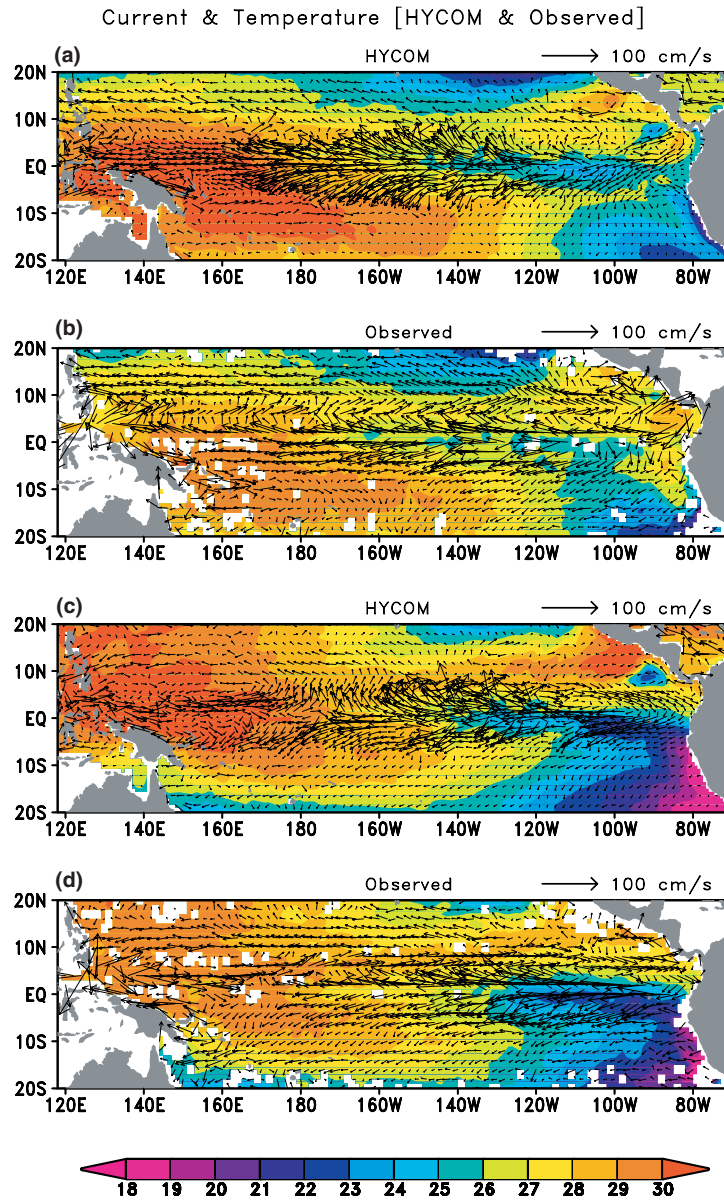 Current & Temperature [HYCOM & Observed]
(a)
HYCOM 100 cm/s
20N
10N
EQ
10S
20S
120E 140E 160E 180 160W 140W 120W 100W 80W
(b)
Observed 100 cm/s
20N
10N
EQ
10S
20S
120E 140E 160E 180 160W 140W 120W 100W 80W
(c)
HYCOM 100 cm/s
20N
10N
EQ
10S
20S
120E 140E 160E 180 160W 140W 120W 100W 80W
(d)
Observed 100 cm/s
20N
10N
EQ
10S
20S
120E 140E 160E 180 160W 140W 120W 100W 80W
18 19 20 21 22 23 24 25 26 27 28 29 30